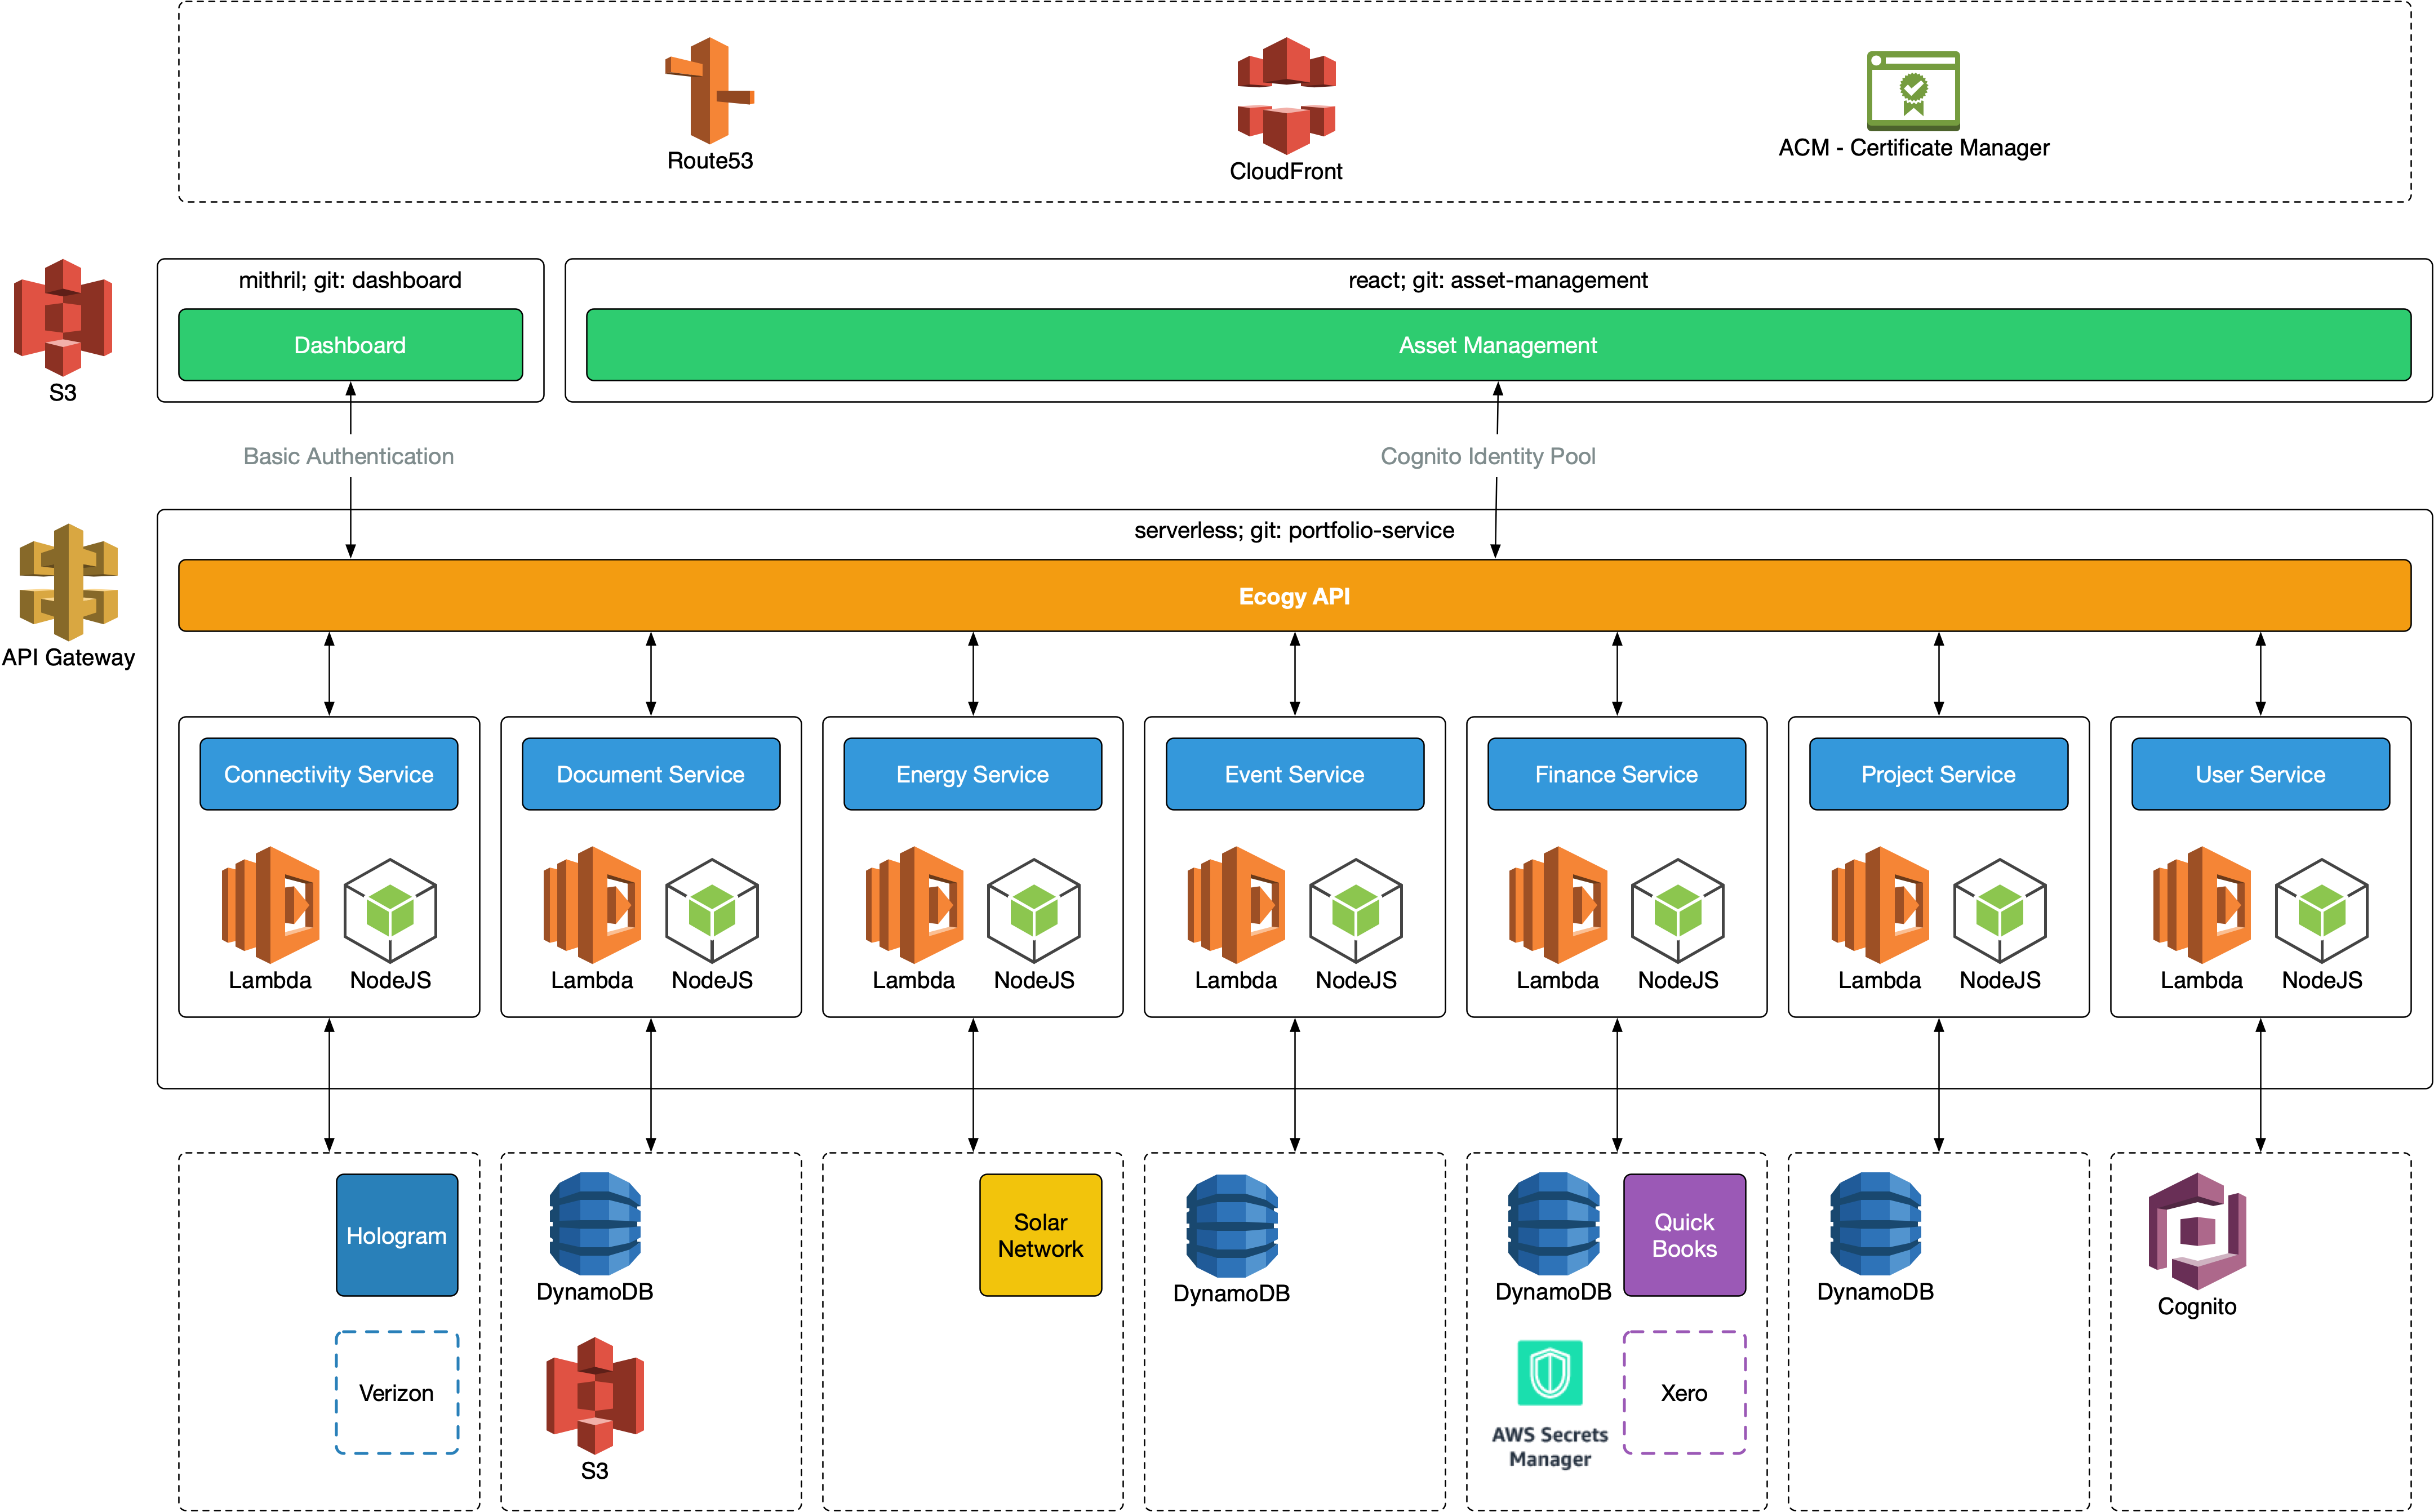 Route53
CloudFront
ACM - Certificate Manager
S3
mithril; git: dashboard
Dashboard
react; git: asset-management
Asset Management
Basic Authentication
Cognito Identity Pool
API Gateway
serverless; git: portfolio-service
Ecogy API
Connectivity Service
Lambda
NodeJS
Document Service
Lambda
NodeJS
Energy Service
Lambda
NodeJS
Event Service
Lambda
NodeJS
Finance Service
Lambda
NodeJS
Project Service
Lambda
NodeJS
User Service
Lambda
NodeJS
Hologram
Verizon
DynamoDB
S3
Solar
Network
DynamoDB
DynamoDB
Quick
Books
AWS Secrets
Manager
Xero
DynamoDB
Cognito